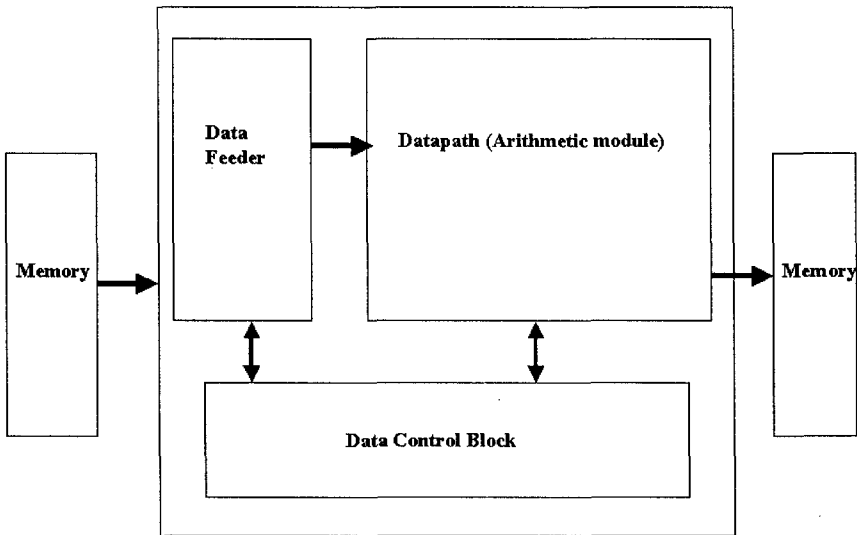 Data
Feeder
Datapath (Arithmetic module)
Memory
Memory
Data Control Block